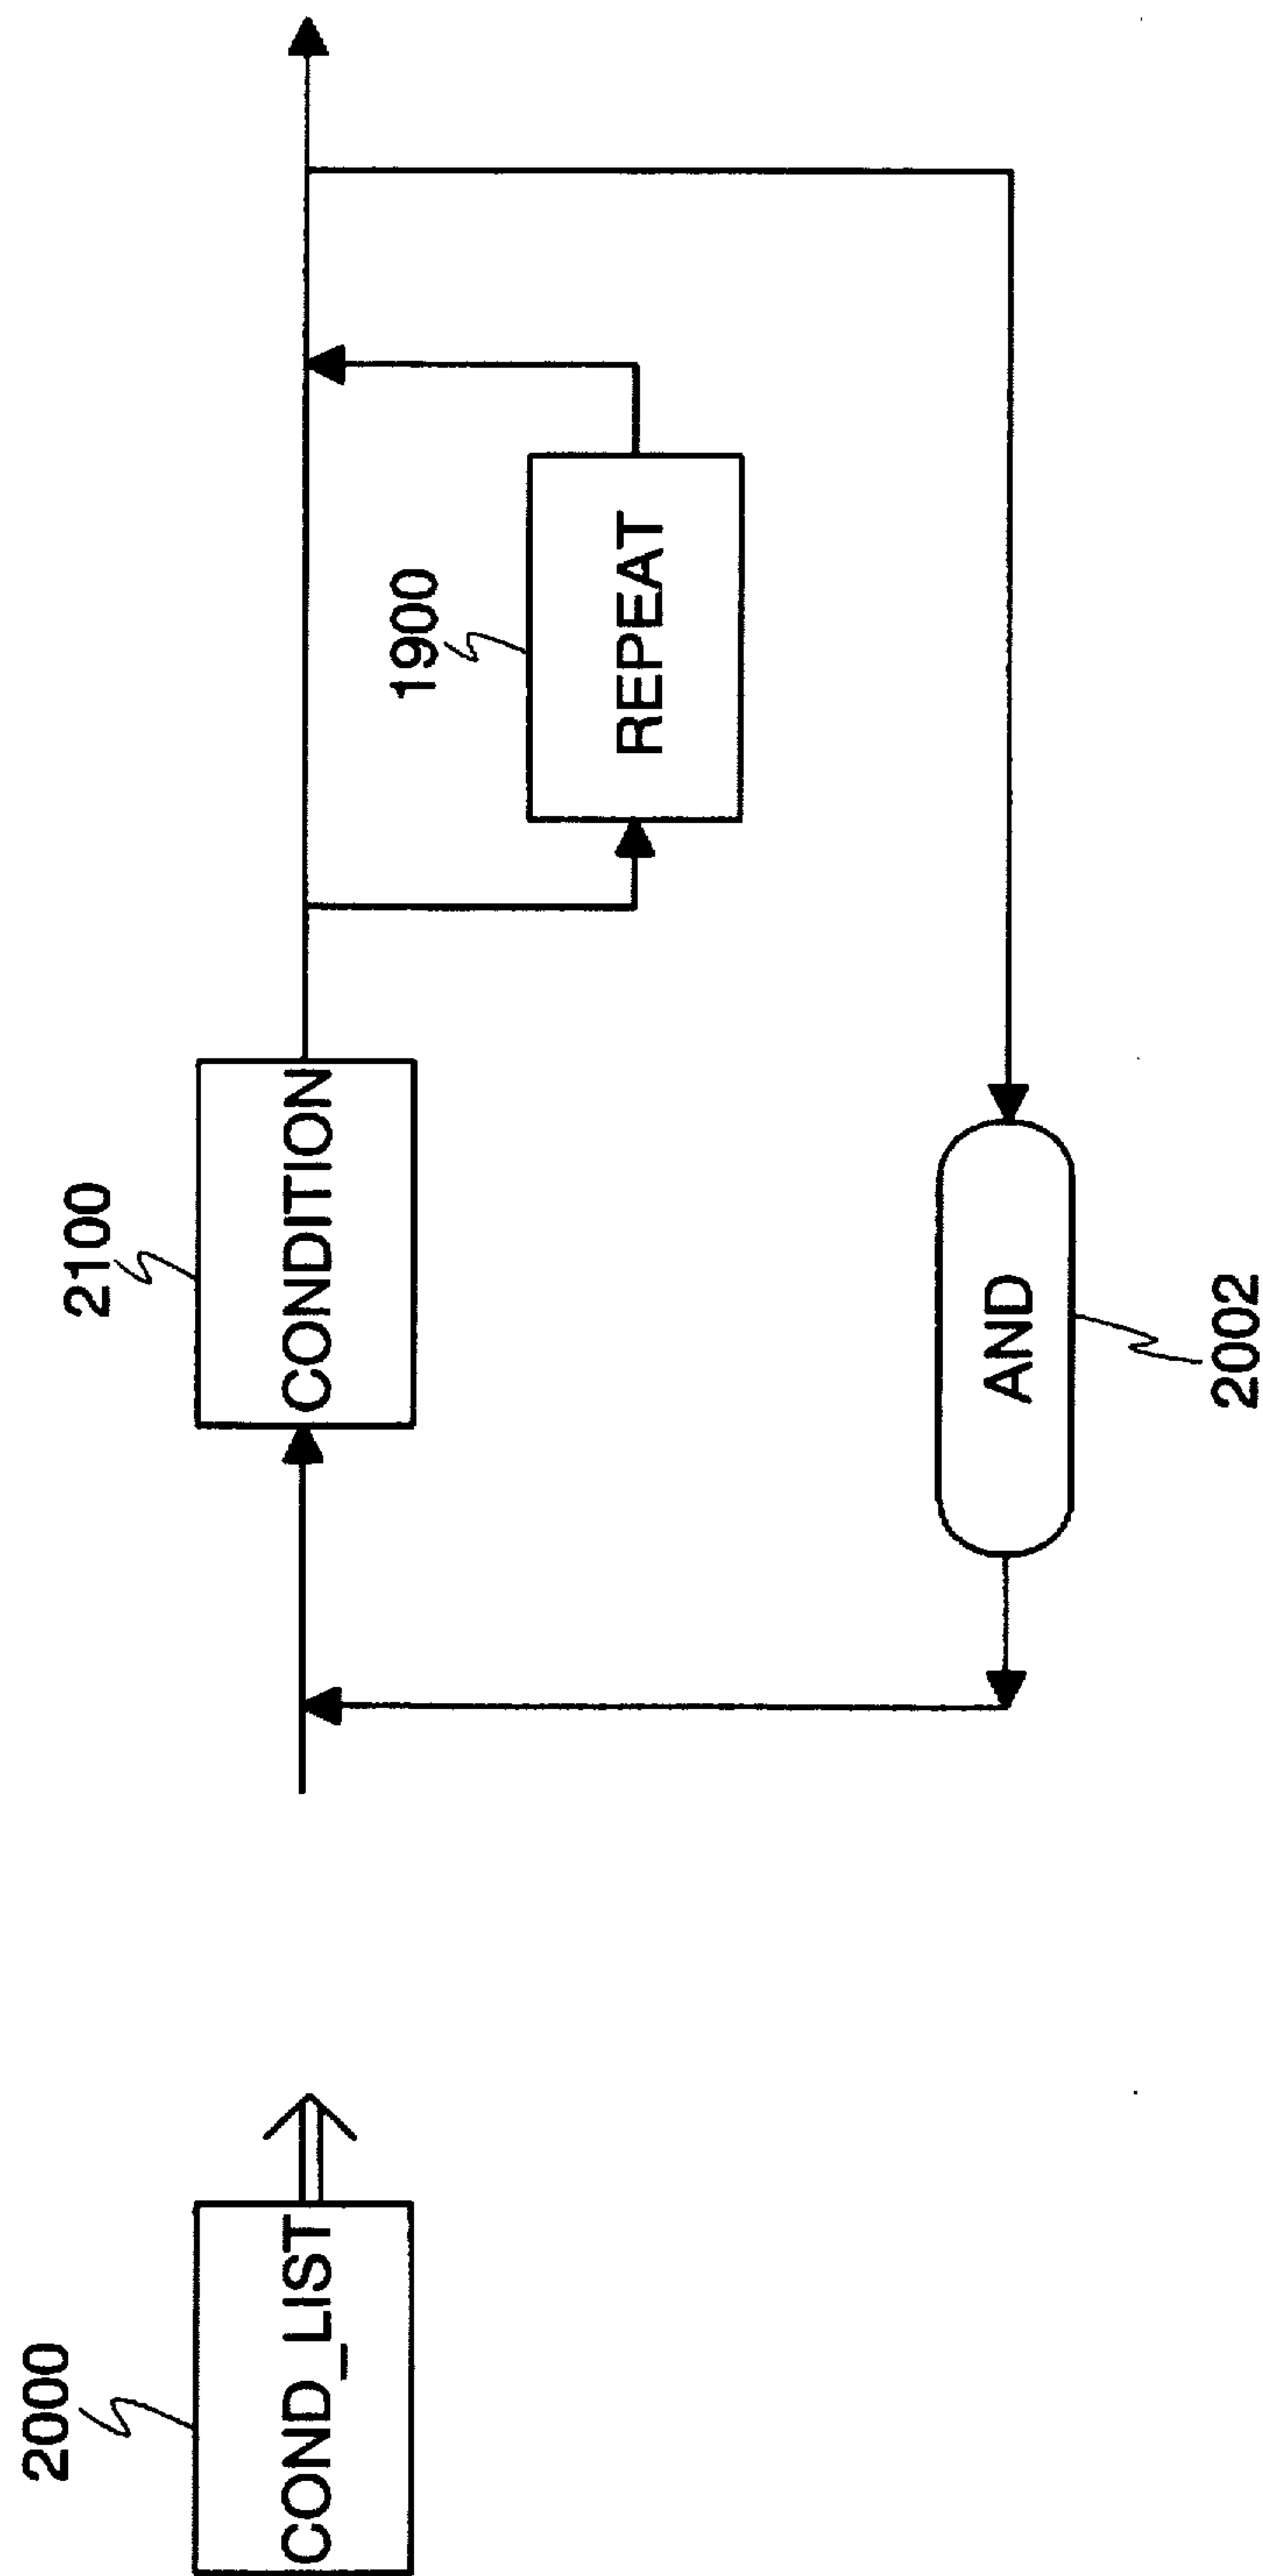 2000
COND_LIST
2100
CONDITION
1900
REPEAT
AND
2002